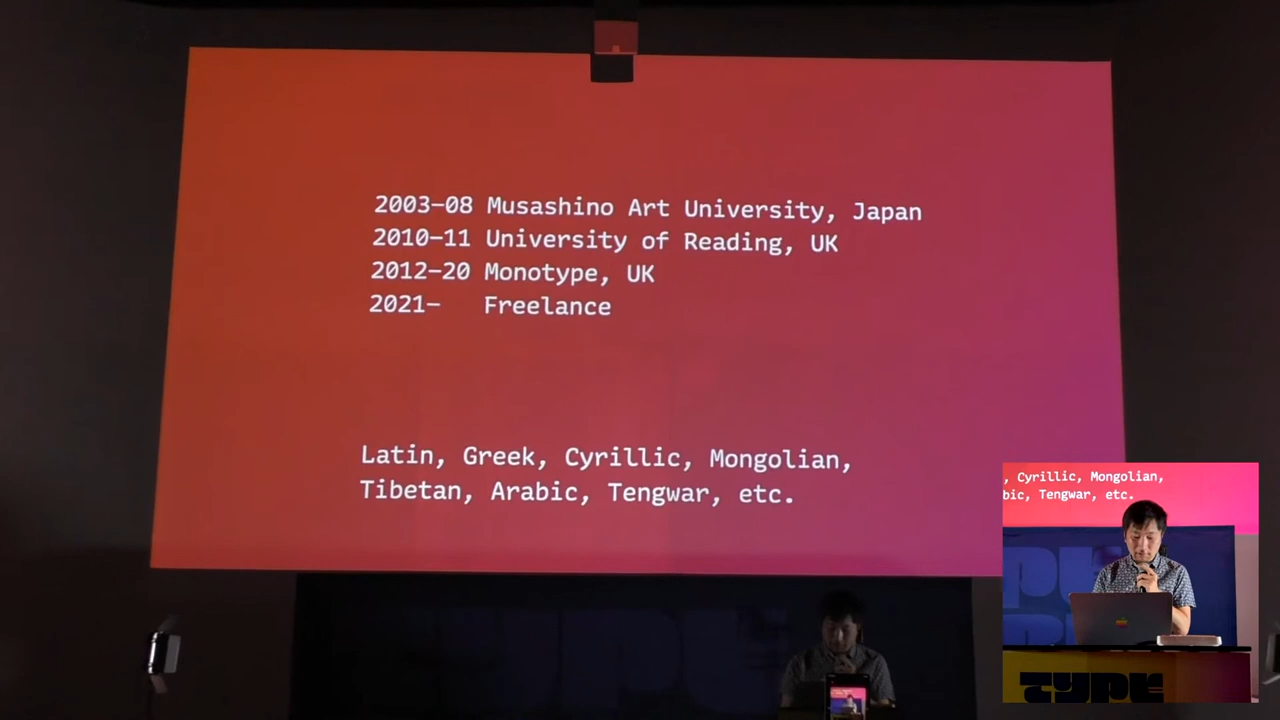 2003–08 Musashino Art University, Japan
2010–11 University of Reading, UK
2012–20 Monotype, UK
2021– Freelance
Latin, Greek, Cyrillic, Mongolian,
Tibetan, Arabic, Tengwar, etc.
, Cyrillic, Mongolian,
bic, Tengwar, etc.
TYPE